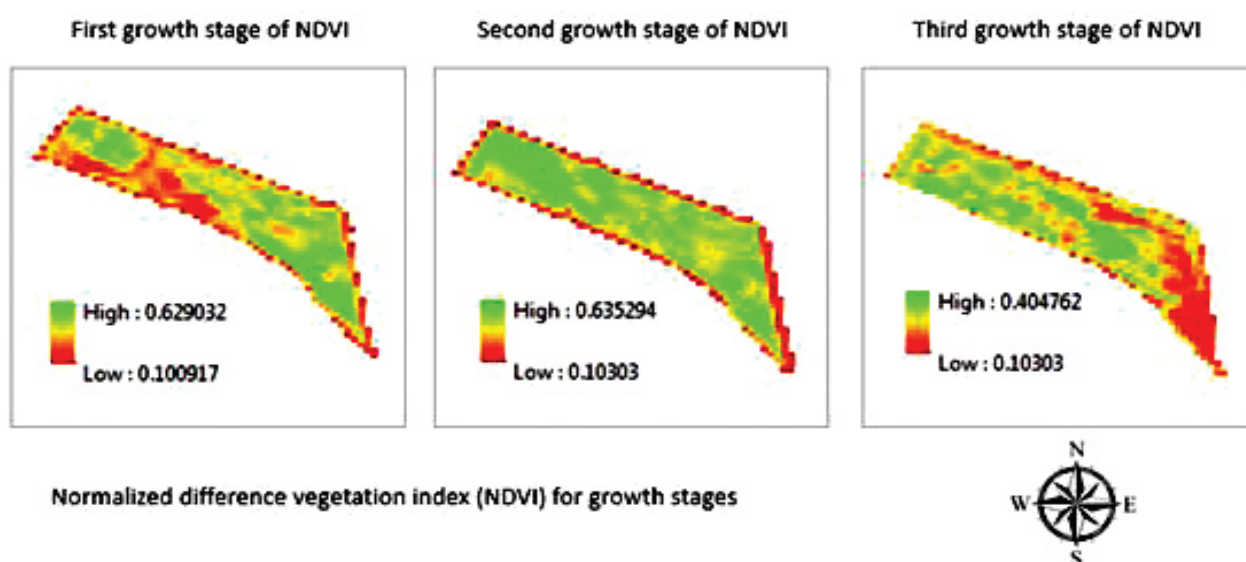 First growth stage of NDVI
Second growth stage of NDVI
Third growth stage of NDVI
High : 0.629032
Low : 0.100917
High : 0.635294
Low : 0.10303
High : 0.404762
Low : 0.10303
Normalized difference vegetation index (NDVI) for growth stages
N
W E
S